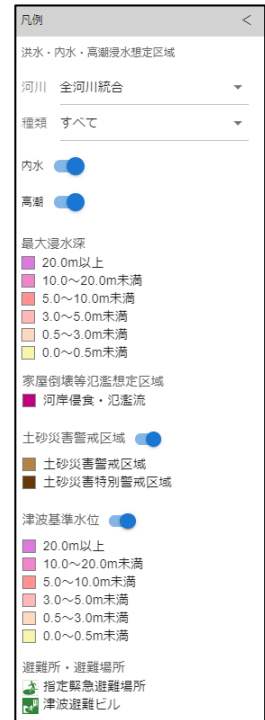 凡例 <
洪水・内水・高潮浸水想定区域
河川 全河川統合
種類 すべて
内水
高潮
最大浸水深
20.0m以上
10.0～20.0m未満
5.0～10.0m未満
3.0～5.0m未満
0.5～3.0m未満
0.0～0.5m未満
家屋倒壊等氾濫想定区域
河岸侵食・氾濫流
土砂災害警戒区域
土砂災害警戒区域
土砂災害特別警戒区域
津波基準水位
20.0m以上
10.0～20.0m未満
5.0～10.0m未満
3.0～5.0m未満
0.5～3.0m未満
0.0～0.5m未満
避難所・避難場所
指定緊急避難場所
津波避難ビル